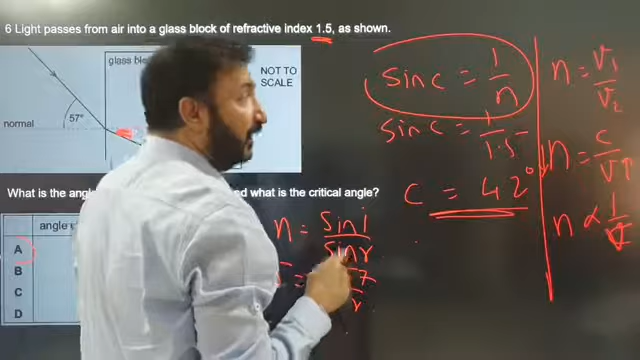 6 Light passes from air into a glass block of refractive index 1.5, as shown.
glass
NOT TO
SCALE
57°
normal
What is the and what is the critical angle?
angle
A
B
C
D
sin c = 1/n
sin c = 1/1.5
c = 42°
n = sin i / sin r
n = v1/v2
n = c/v↑
n ∝ 1/v